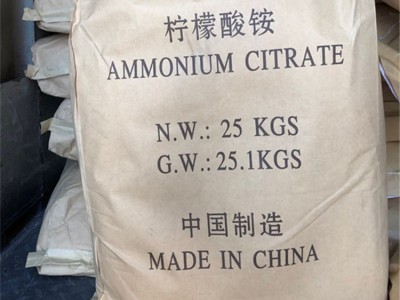 柠檬酸铵
AMMONIUM CITRATE
N.W.: 25 KGS
G.W.:25.1KGS
中国制造
MADE IN CHINA